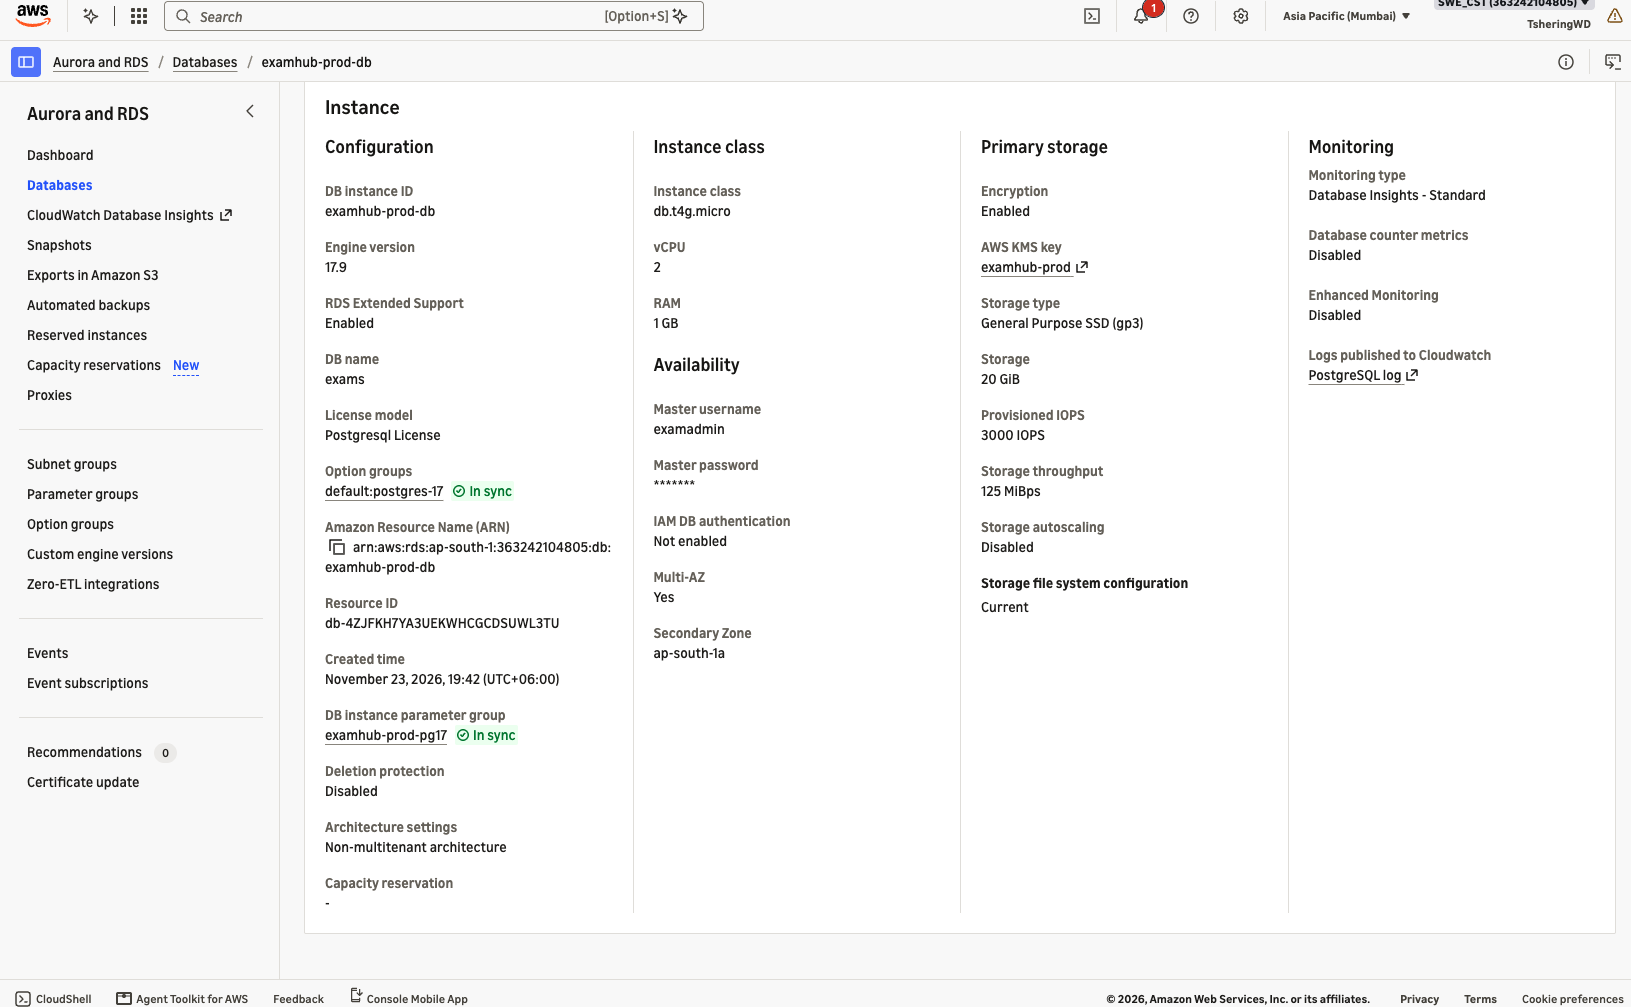 aws
Search
[Option+S]
1
Asia Pacific (Mumbai)
SWE_CST (363242104805)
TsheringWD
Aurora and RDS / Databases / examhub-prod-db
Aurora and RDS
Dashboard
Databases
CloudWatch Database Insights
Snapshots
Exports in Amazon S3
Automated backups
Reserved instances
Capacity reservations New
Proxies
Subnet groups
Parameter groups
Option groups
Custom engine versions
Zero-ETL integrations
Events
Event subscriptions
Recommendations 0
Certificate update
Instance
Configuration
DB instance ID
examhub-prod-db
Engine version
17.9
RDS Extended Support
Enabled
DB name
exams
License model
Postgresql License
Option groups
default:postgres-17 In sync
Amazon Resource Name (ARN)
arn:aws:rds:ap-south-1:363242104805:db:
examhub-prod-db
Resource ID
db-4ZJFKH7YA3UEKWHCGCDSUWL3TU
Created time
November 23, 2026, 19:42 (UTC+06:00)
DB instance parameter group
examhub-prod-pg17 In sync
Deletion protection
Disabled
Architecture settings
Non-multitenant architecture
Capacity reservation
-
Instance class
Instance class
db.t4g.micro
vCPU
2
RAM
1 GB
Availability
Master username
examadmin
Master password
*******
IAM DB authentication
Not enabled
Multi-AZ
Yes
Secondary Zone
ap-south-1a
Primary storage
Encryption
Enabled
AWS KMS key
examhub-prod
Storage type
General Purpose SSD (gp3)
Storage
20 GiB
Provisioned IOPS
3000 IOPS
Storage throughput
125 MiBps
Storage autoscaling
Disabled
Storage file system configuration
Current
Monitoring
Monitoring type
Database Insights - Standard
Database counter metrics
Disabled
Enhanced Monitoring
Disabled
Logs published to Cloudwatch
PostgreSQL log
CloudShell
Agent Toolkit for AWS
Feedback
Console Mobile App
© 2026, Amazon Web Services, Inc. or its affiliates.
Privacy
Terms
Cookie preferences